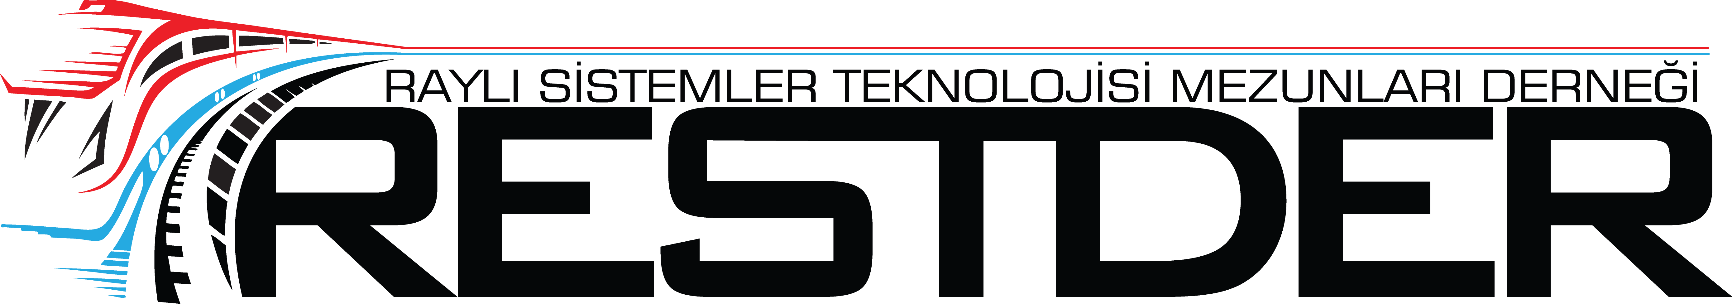 RAYLI SİSTEMLER TEKNOLOJİSİ MEZUNLARI DERNEĞİ
RESTDER